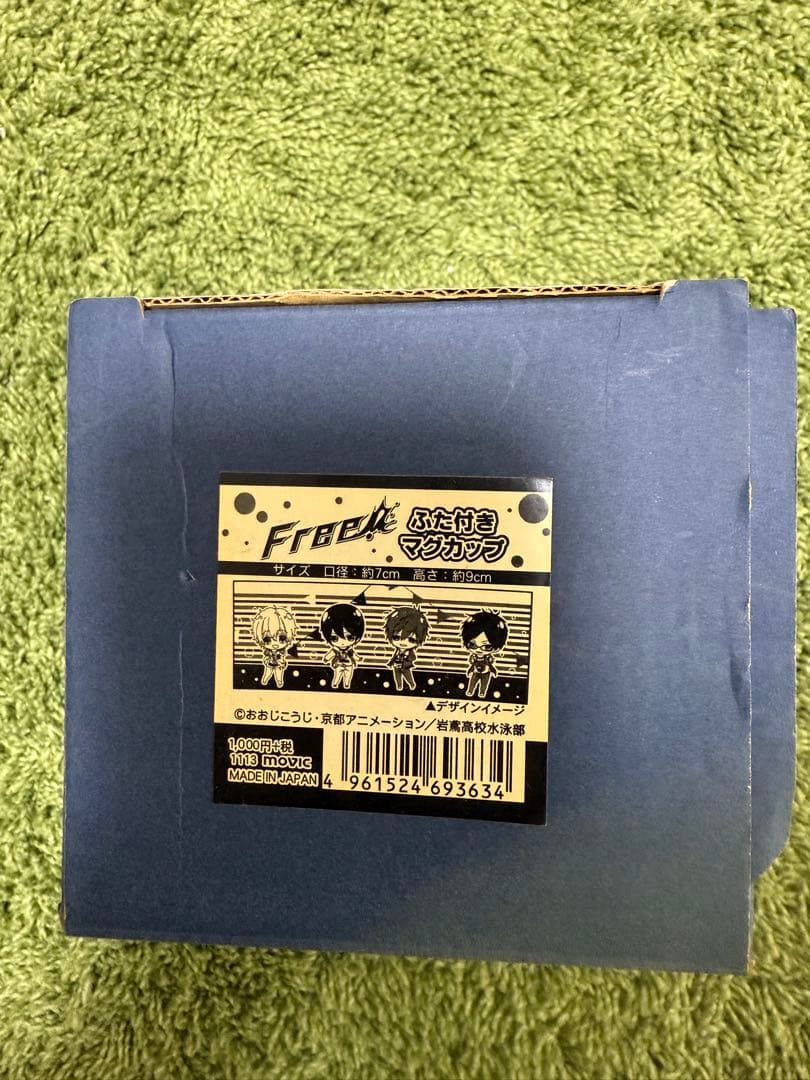 Free!
ふた付き
マグカップ
サイズ 口径：約7cm 高さ：約9cm
▲デザインイメージ
©おおじこうじ・京都アニメーション／岩鳶高校水泳部
1,000円+税
1113 movic
MADE IN JAPAN
4 961524 693634